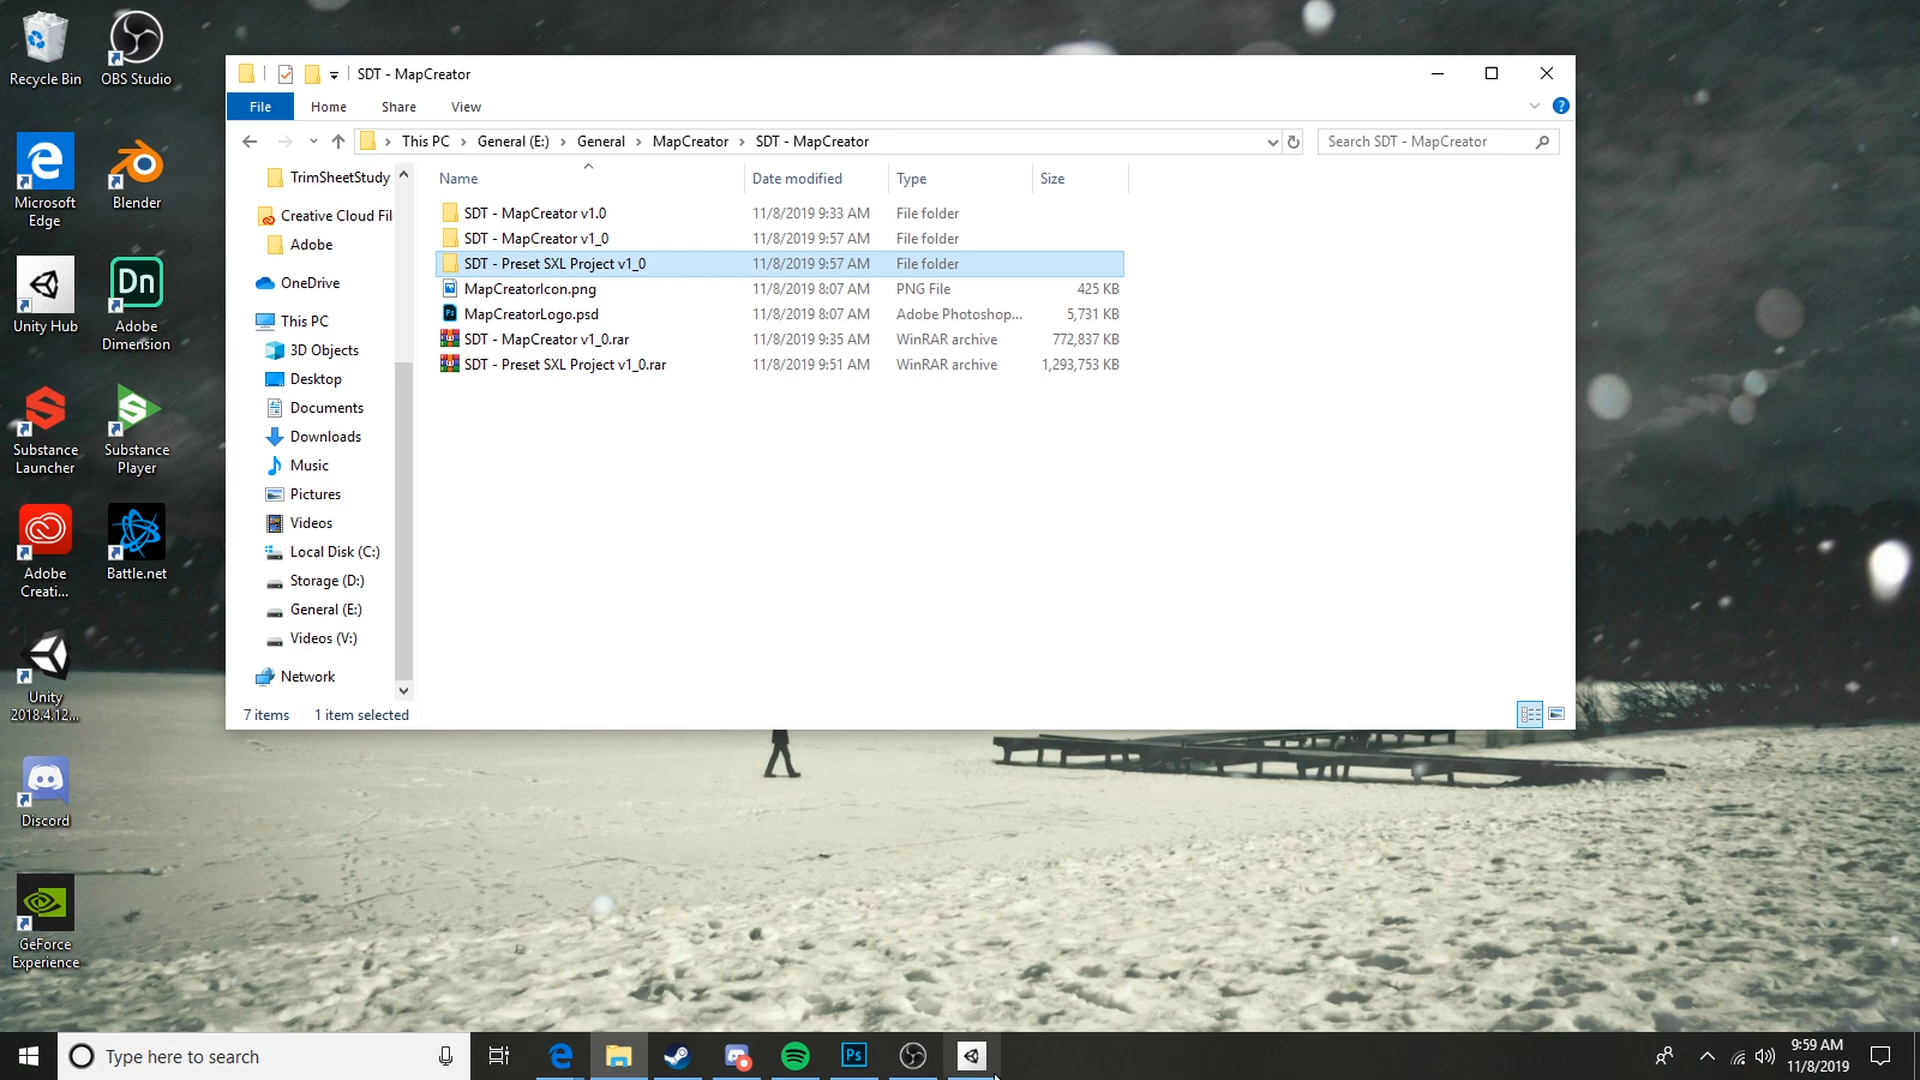 Recycle Bin
OBS Studio
Microsoft
Edge
Blender
Unity Hub
Adobe
Dimension
Dn
Substance
Launcher
Substance
Player
Adobe
Creati...
Battle.net
Unity
2018.4.12...
Discord
GeForce
Experience
SDT - MapCreator
File Home Share View
?
This PC General (E:) General MapCreator SDT - MapCreator
Search SDT - MapCreator
TrimSheetStudy
Creative Cloud Fil
Adobe
OneDrive
This PC
3D Objects
Desktop
Documents
Downloads
Music
Pictures
Videos
Local Disk (C:)
Storage (D:)
General (E:)
Videos (V:)
Network
Name Date modified Type Size
SDT - MapCreator v1.0 11/8/2019 9:33 AM File folder
SDT - MapCreator v1_0 11/8/2019 9:57 AM File folder
SDT - Preset SXL Project v1_0 11/8/2019 9:57 AM File folder
MapCreatorIcon.png 11/8/2019 8:07 AM PNG File 425 KB
Ps MapCreatorLogo.psd 11/8/2019 8:07 AM Adobe Photoshop... 5,731 KB
SDT - MapCreator v1_0.rar 11/8/2019 9:35 AM WinRAR archive 772,837 KB
SDT - Preset SXL Project v1_0.rar 11/8/2019 9:51 AM WinRAR archive 1,293,753 KB
7 items 1 item selected
Type here to search
Ps
9:59 AM
11/8/2019